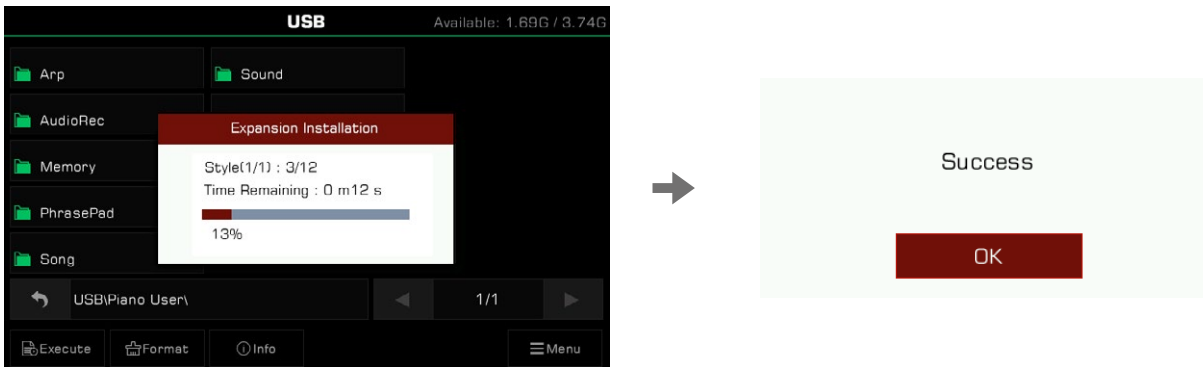 USB
Available: 1.69G / 3.74G
Arp
Sound
AudioRec
Expansion Installation
Memory
Style(1/1) : 3/12
Time Remaining : 0 m12 s
PhrasePad
13%
Song
USB\Piano User\
1/1
Execute
Format
Info
Menu
Success
OK